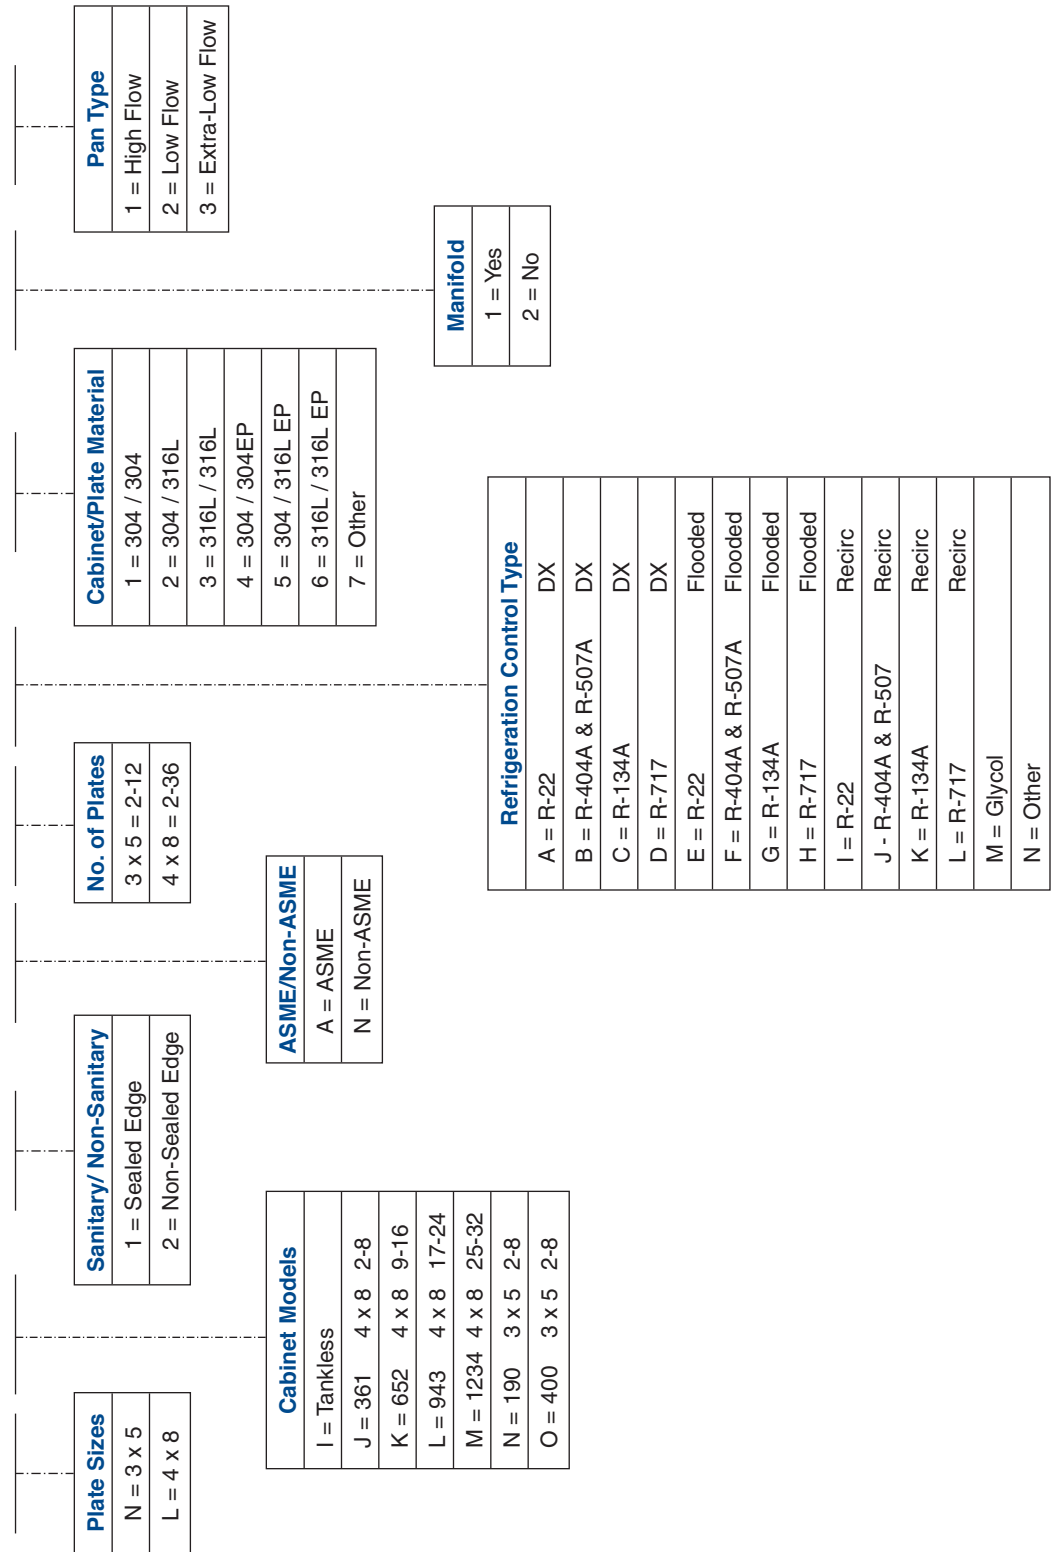 Plate Sizes
N = 3 x 5
L = 4 x 8
Cabinet Models
I = Tankless
J = 361 4 x 8 2-8
K = 652 4 x 8 9-16
L = 943 4 x 8 17-24
M = 1234 4 x 8 25-32
N = 190 3 x 5 2-8
O = 400 3 x 5 2-8
Sanitary/ Non-Sanitary
1 = Sealed Edge
2 = Non-Sealed Edge
ASME/Non-ASME
A = ASME
N = Non-ASME
No. of Plates
3 x 5 = 2-12
4 x 8 = 2-36
Refrigeration Control Type
A = R-22 DX
B = R-404A & R-507A DX
C = R-134A DX
D = R-717 DX
E = R-22 Flooded
F = R-404A & R-507A Flooded
G = R-134A Flooded
H = R-717 Flooded
I = R-22 Recirc
J - R-404A & R-507 Recirc
K = R-134A Recirc
L = R-717 Recirc
M = Glycol
N = Other
Cabinet/Plate Material
1 = 304 / 304
2 = 304 / 316L
3 = 316L / 316L
4 = 304 / 304EP
5 = 304 / 316L EP
6 = 316L / 316L EP
7 = Other
Manifold
1 = Yes
2 = No
Pan Type
1 = High Flow
2 = Low Flow
3 = Extra-Low Flow